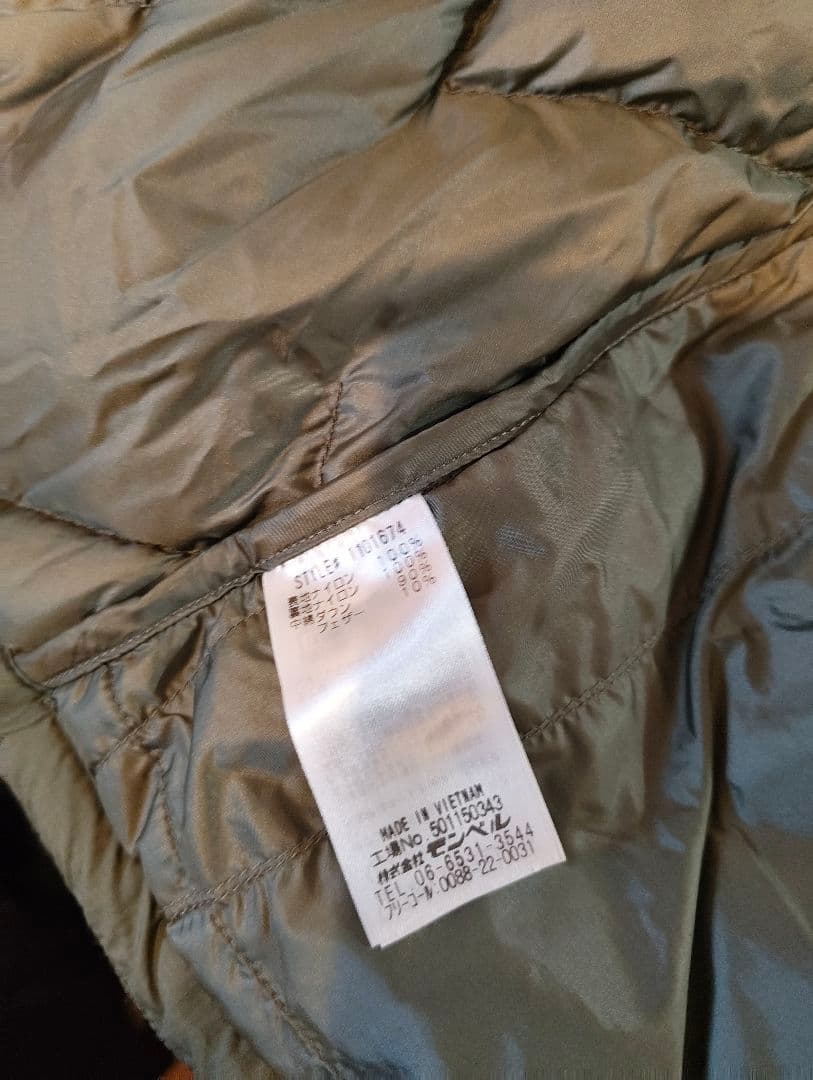 STYLE# 1101674
表地ナイロン 100%
裏地ナイロン 100%
中綿ダウン 90%
フェザー 10%
MADE IN VIETNAM
工場No. 501150343
株式会社 モンベル
TEL. 06-6531-3544
フリーコール:0088-22-0031